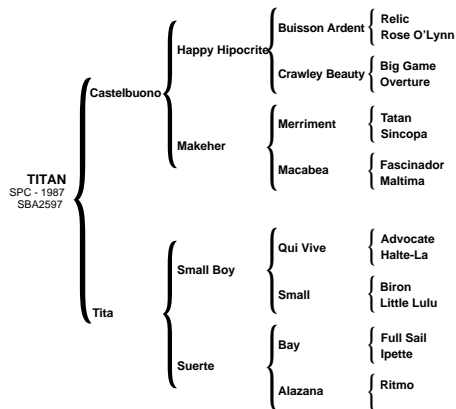 Buisson Ardent
Relic
Rose O'Lynn
Happy Hipocrite
Crawley Beauty
Big Game
Overture
Castelbuono
Merriment
Tatan
Sincopa
Makeher
Macabea
Fascinador
Maltima
TITAN
SPC - 1987
SBA2597
Qui Vive
Advocate
Halte-La
Small Boy
Small
Biron
Little Lulu
Tita
Bay
Full Sail
Ipette
Suerte
Alazana
Ritmo